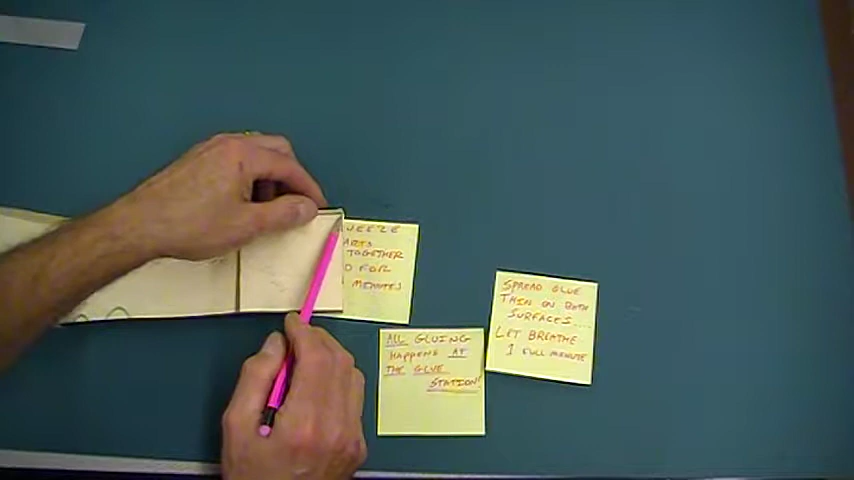 TOGETHER
FOR
MINUTES
ALL GLUING
HAPPENS AT
THE GLUE
STATION!
SPREAD GLUE
THIN ON BOTH
SURFACES....
LET BREATHE
1 FULL MINUTE